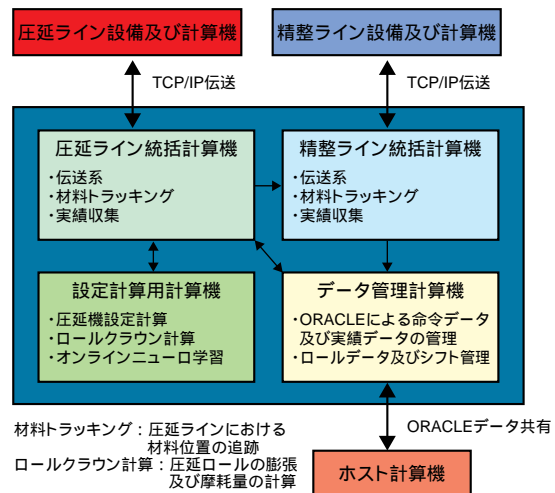 圧延ライン設備及び計算機
精整ライン設備及び計算機
TCP/IP伝送
TCP/IP伝送
圧延ライン統括計算機
・伝送系
・材料トラッキング
・実績収集
精整ライン統括計算機
・伝送系
・材料トラッキング
・実績収集
設定計算用計算機
・圧延機設定計算
・ロールクラウン計算
・オンラインニューロ学習
データ管理計算機
・ORACLEによる命令データ
及び実績データの管理
・ロールデータ及びシフト管理
材料トラッキング：圧延ラインにおける
材料位置の追跡
ロールクラウン計算：圧延ロールの膨張
及び摩耗量の計算
ORACLEデータ共有
ホスト計算機